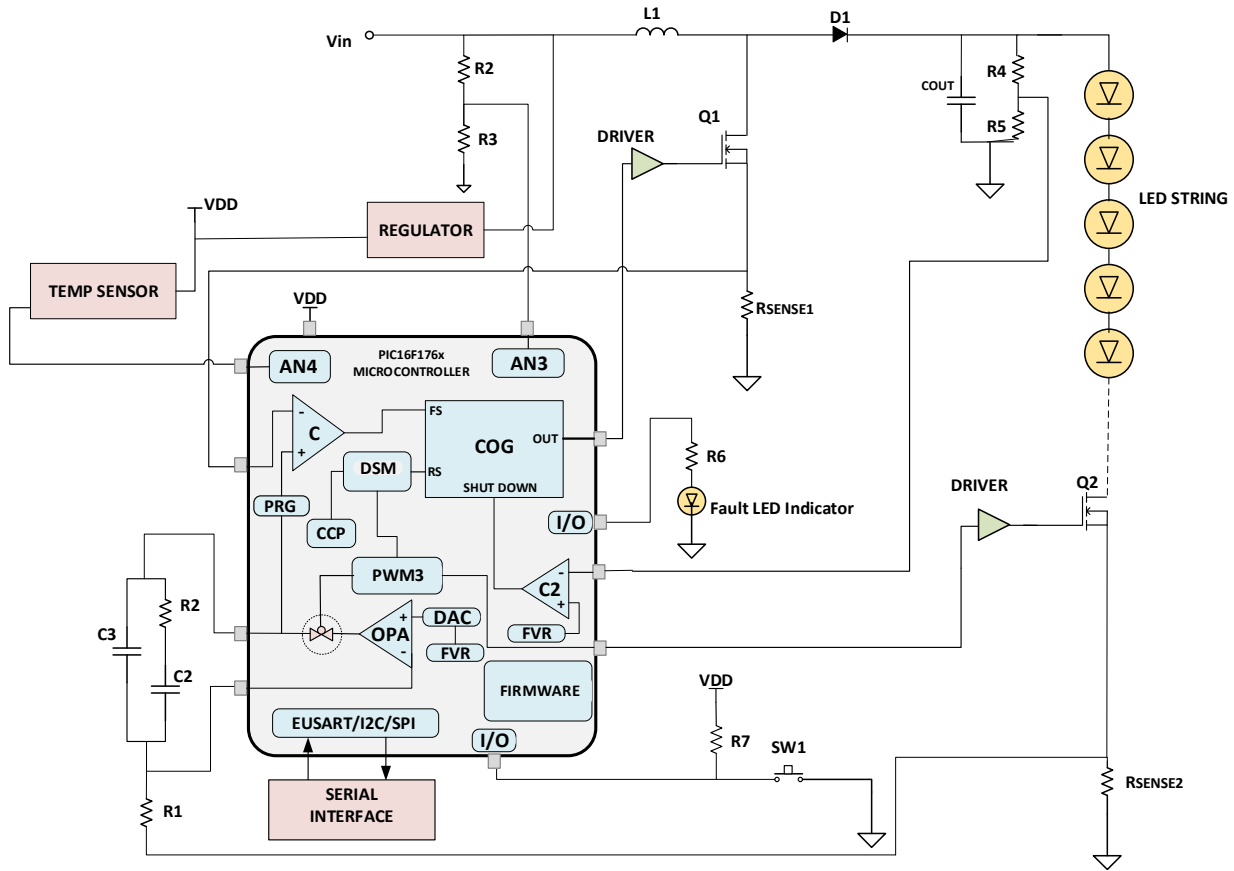 L1
D1
Vin
R2
R4
COUT
Q1
DRIVER
R3
R5
VDD
REGULATOR
LED STRING
TEMP SENSOR
VDD
RSENSE1
PIC16F176x
MICROCONTROLLER
AN4
AN3
-
C
+
FS
COG
OUT
DSM
RS
SHUT DOWN
R6
Q2
DRIVER
PRG
CCP
I/O
Fault LED Indicator
PWM3
-
C2
+
R2
C3
OPA
+
-
DAC
FVR
FVR
C2
FIRMWARE
VDD
EUSART/I2C/SPI
I/O
R7
SW1
RSENSE2
SERIAL
INTERFACE
R1